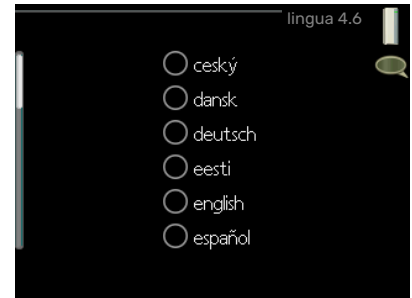 lingua 4.6
ceský
dansk
deutsch
eesti
english
español